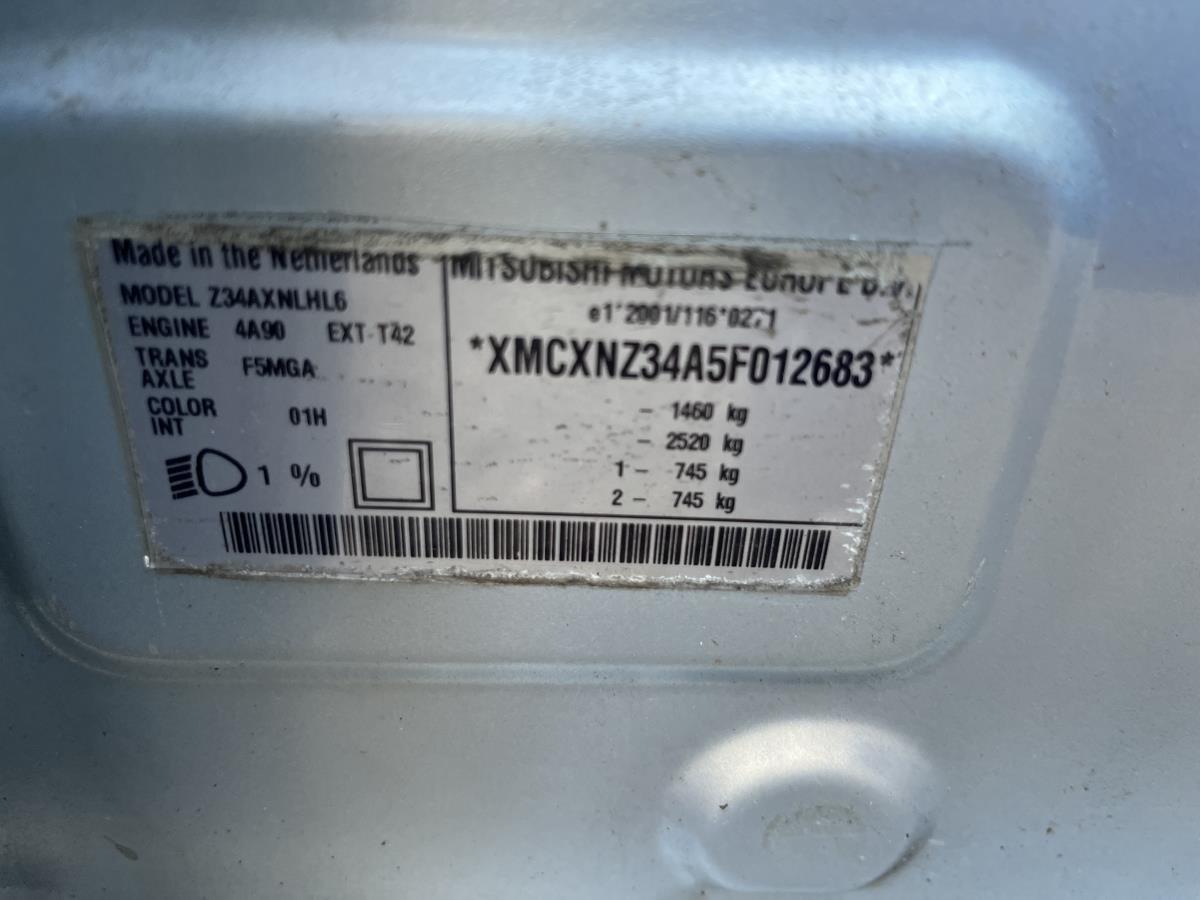 Made in the Netherlands
MODEL Z34AXNLHL6
ENGINE 4A90 EXT T42
TRANS
AXLE F5MGA
COLOR
INT 01H
1 %
MITSUBISHI MOTORS EUROPE B.V.
e1*2001/116*0271
*XMCXNZ34A5F012683*
- 1460 kg
- 2520 kg
1 - 745 kg
2 - 745 kg